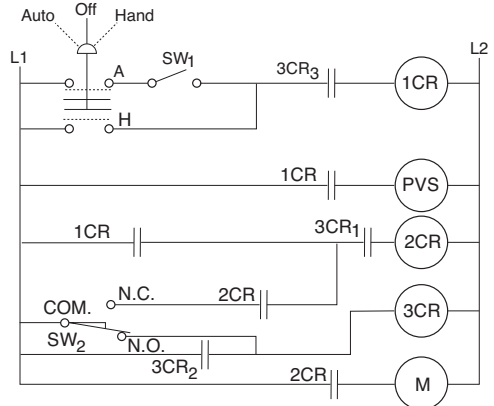 Off
Auto Hand
L1 L2
A SW1 3CR3 1CR
H
1CR PVS
1CR 3CR1 2CR
N.C. 2CR 3CR
COM.
SW2 N.O.
3CR2 2CR M